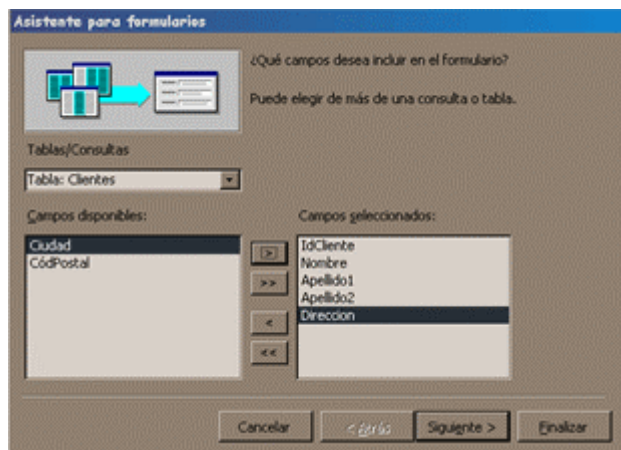 Asistente para formularios
¿Qué campos desea incluir en el formulario?
Puede elegir de más de una consulta o tabla.
Tablas/Consultas
Tabla: Clientes
Campos disponibles:
Ciudad
CódPostal
>
>>
<
<<
Campos seleccionados:
IdCliente
Nombre
Apellido1
Apellido2
Direccion
Cancelar
< Atrás
Siguiente >
Finalizar